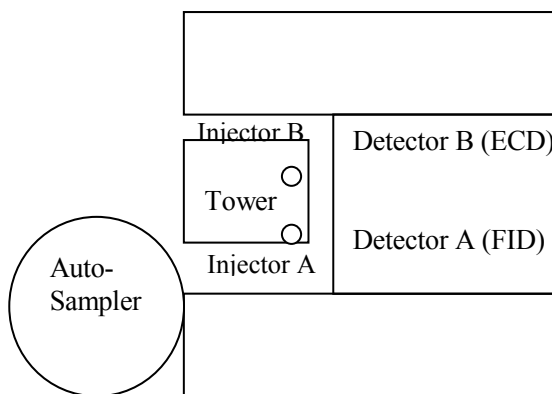 Injector B
Detector B (ECD)
Tower
Detector A (FID)
Injector A
Auto-
Sampler